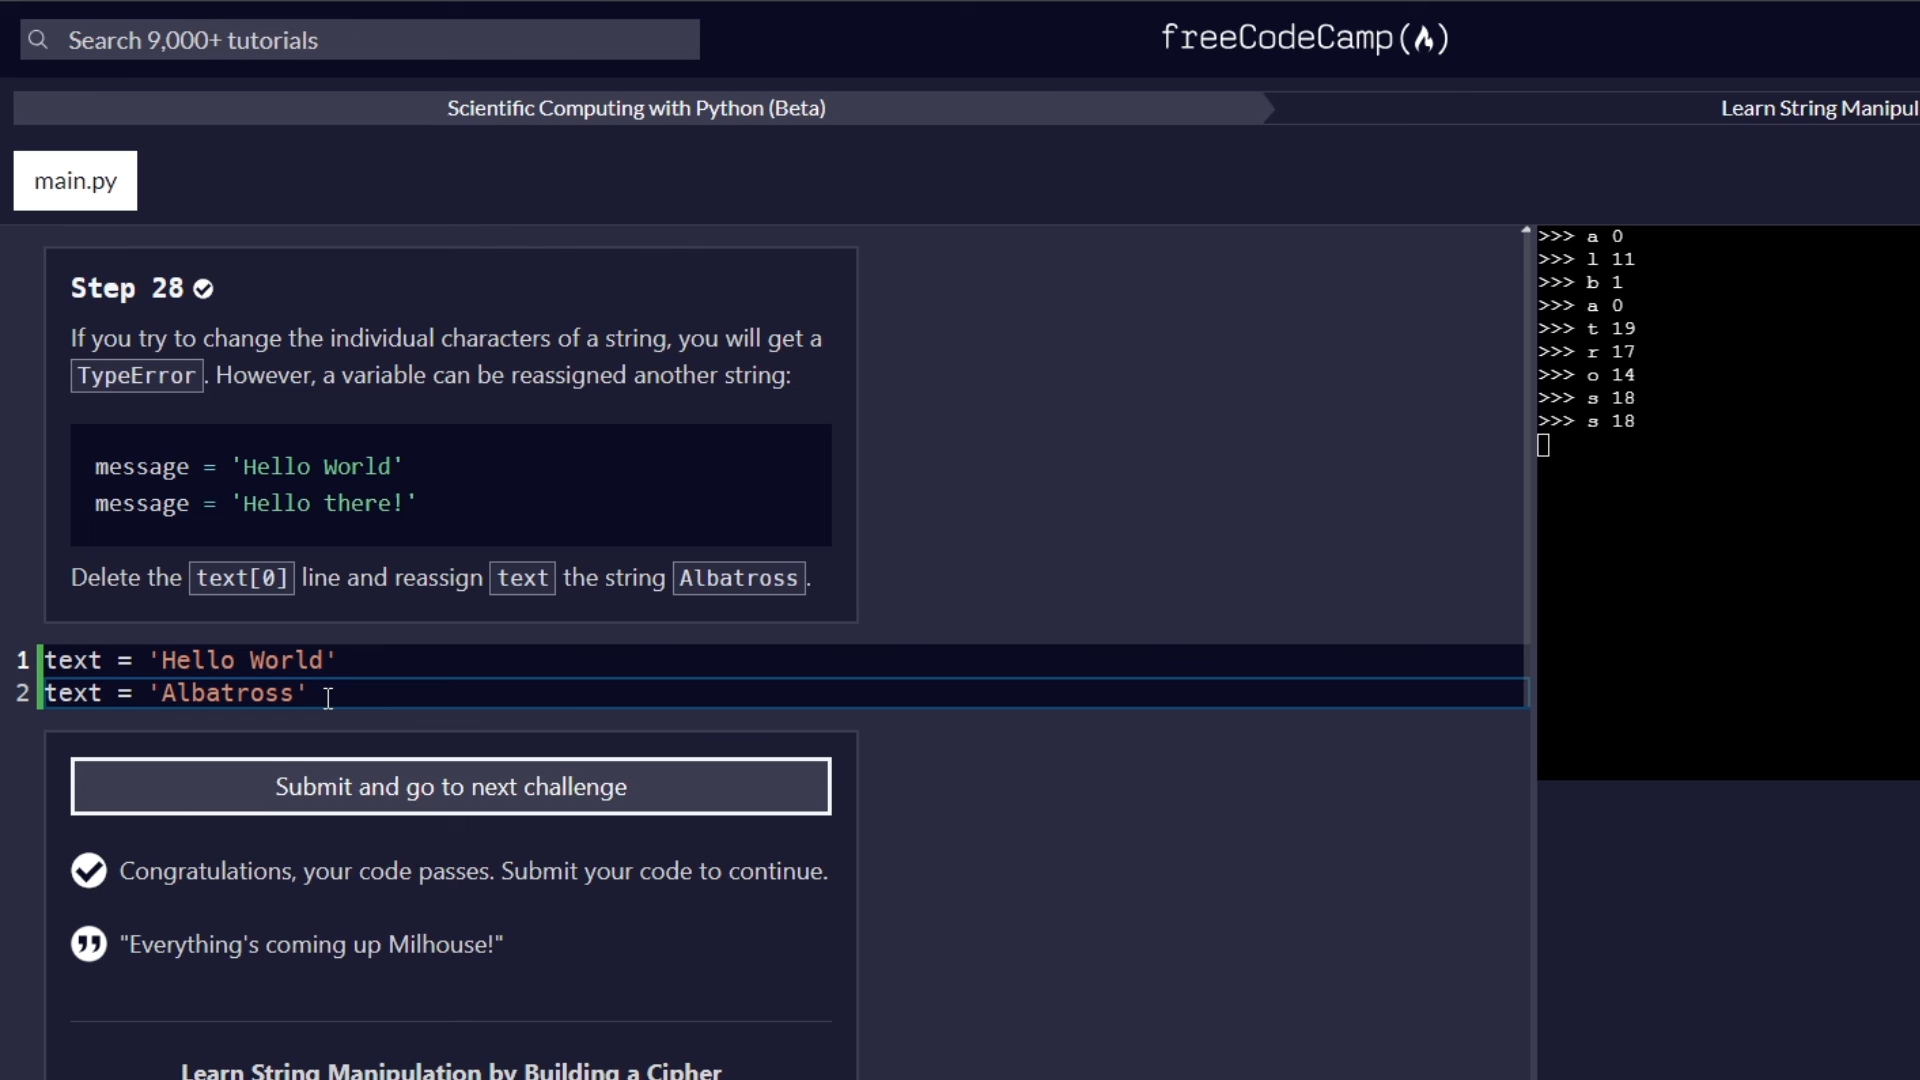 Search 9,000+ tutorials
freeCodeCamp
Scientific Computing with Python (Beta)
Learn String Manipul
main.py
Step 28
If you try to change the individual characters of a string, you will get a
TypeError. However, a variable can be reassigned another string:
message = 'Hello World'
message = 'Hello there!'
Delete the text[0] line and reassign text the string Albatross.
1 text = 'Hello World'
2 text = 'Albatross'
Submit and go to next challenge
Congratulations, your code passes. Submit your code to continue.
"Everything's coming up Milhouse!"
Learn String Manipulation by Building a Cipher
>>> a 0
>>> l 11
>>> b 1
>>> a 0
>>> t 19
>>> r 17
>>> o 14
>>> s 18
>>> s 18